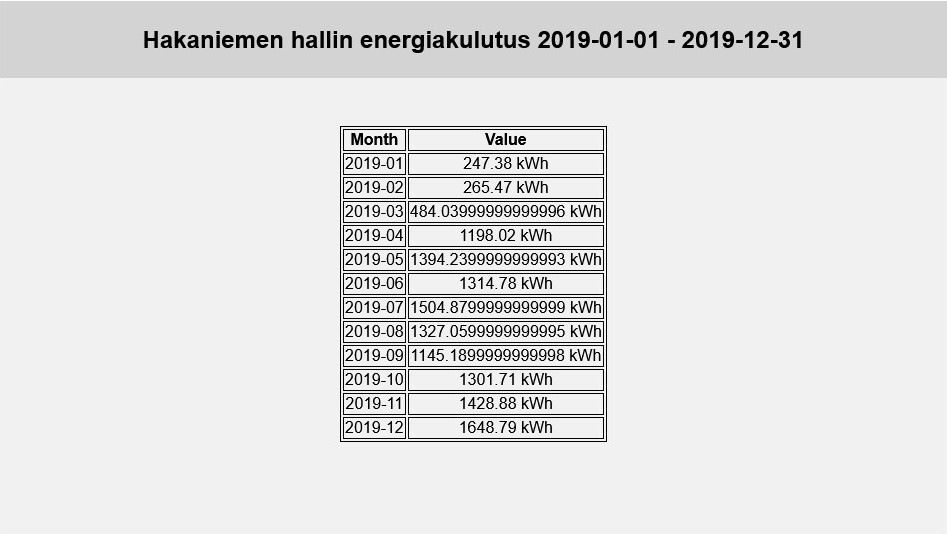 Hakaniemen hallin energiakulutus 2019-01-01 - 2019-12-31
Month Value
2019-01 247.38 kWh
2019-02 265.47 kWh
2019-03 484.03999999999996 kWh
2019-04 1198.02 kWh
2019-05 1394.2399999999993 kWh
2019-06 1314.78 kWh
2019-07 1504.8799999999999 kWh
2019-08 1327.0599999999995 kWh
2019-09 1145.1899999999998 kWh
2019-10 1301.71 kWh
2019-11 1428.88 kWh
2019-12 1648.79 kWh